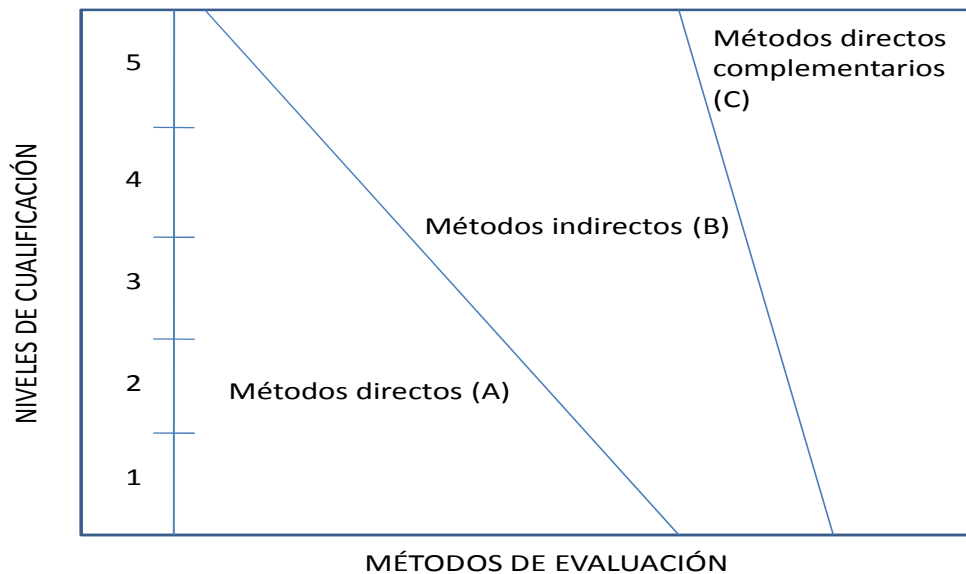 Métodos directos
complementarios
(C)
5
4
Métodos indirectos (B)
3
2
Métodos directos (A)
1
NIVELES DE CUALIFICACIÓN
MÉTODOS DE EVALUACIÓN